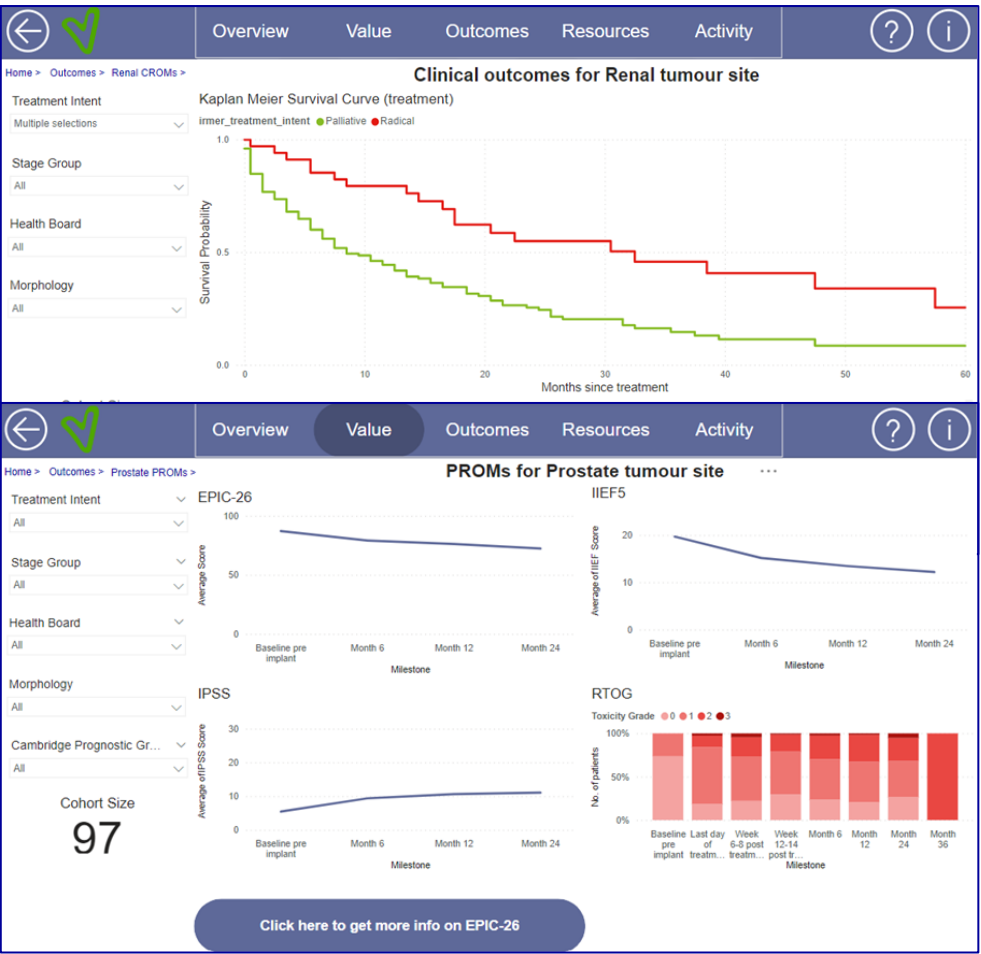 Overview Value Outcomes Resources Activity ? i
Home > Outcomes > Renal CROMs >
Clinical outcomes for Renal tumour site
Treatment Intent
Multiple selections
Stage Group
All
Health Board
All
Morphology
All
Kaplan Meier Survival Curve (treatment)
irmer_treatment_intent Palliative Radical
Survival Probability
1.0
0.5
0.0
0 10 20 30 40 50 60
Months since treatment
Overview Value Outcomes Resources Activity ? i
Home > Outcomes > Prostate PROMs >
PROMs for Prostate tumour site ...
Treatment Intent
All
Stage Group
All
Health Board
All
Morphology
All
Cambridge Prognostic Gr...
All
Cohort Size
97
EPIC-26
Average Score
100
50
0
Baseline pre implant Month 6 Month 12 Month 24
Milestone
IIEF5
Average of IIEF Score
20
10
0
Baseline pre implant Month 6 Month 12 Month 24
Milestone
IPSS
Average of IPSS Score
30
20
10
0
Baseline pre implant Month 6 Month 12 Month 24
Milestone
RTOG
Toxicity Grade 0 1 2 3
No. of patients
100%
50%
0%
Baseline pre implant Last day of treatm... Week 6-8 post treatm... Week 12-14 post tr... Month 6 Month 12 Month 24 Month 36
Milestone
Click here to get more info on EPIC-26